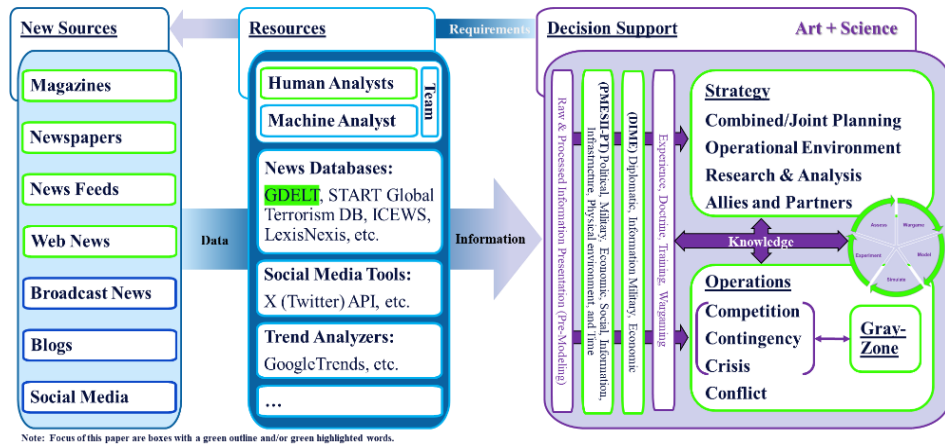 New Sources
Magazines
Newspapers
News Feeds
Web News
Broadcast News
Blogs
Social Media
Data
Resources
Human Analysts
Machine Analyst
Team
News Databases:
GDELT, START Global
Terrorism DB, ICEWS,
LexisNexis, etc.
Social Media Tools:
X (Twitter) API, etc.
Trend Analyzers:
GoogleTrends, etc.
...
Requirements
Information
Decision Support
Art + Science
Raw & Processed Information Presentation (Pre-Modeling)
(PMESII-PT) Political, Military, Economic, Social, Information,
Infrastructure, Physical environment, and Time
(DIME) Diplomatic, Information Military, Economic
Experience, Doctrine, Training, Wargaming
Strategy
Combined/Joint Planning
Operational Environment
Research & Analysis
Allies and Partners
Knowledge
Assess
Wargame
Model
Simulate
Experiment
Operations
Competition
Contingency
Crisis
Conflict
Gray-
Zone
Note: Focus of this paper are boxes with a green outline and/or green highlighted words.